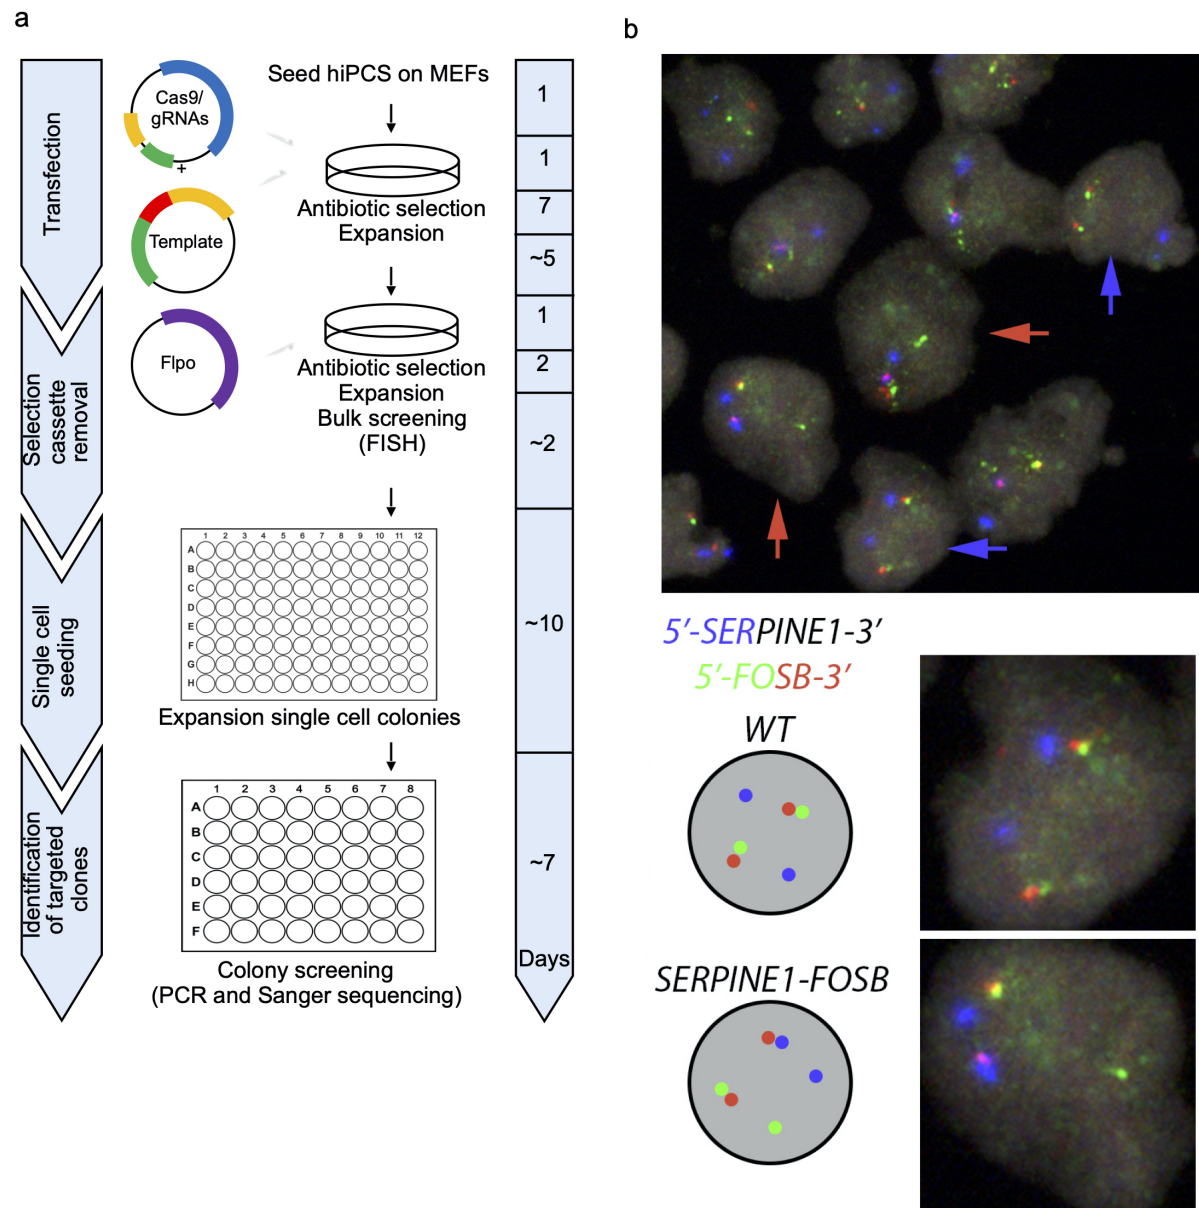 a
Transfection
Selection
cassette
removal
Single cell
seeding
Identification
of targeted
clones
Cas9/
gRNAs
+
Template
Flpo
Seed hiPCS on MEFs
Antibiotic selection
Expansion
Antibiotic selection
Expansion
Bulk screening
(FISH)
1 2 3 4 5 6 7 8 9 10 11 12
A
B
C
D
E
F
G
H
Expansion single cell colonies
1 2 3 4 5 6 7 8
A
B
C
D
E
F
Colony screening
(PCR and Sanger sequencing)
1
1
7
~5
1
2
~2
~10
~7
Days
b
5′-SERPINE1-3′
5′-FOSB-3′
WT
SERPINE1-FOSB